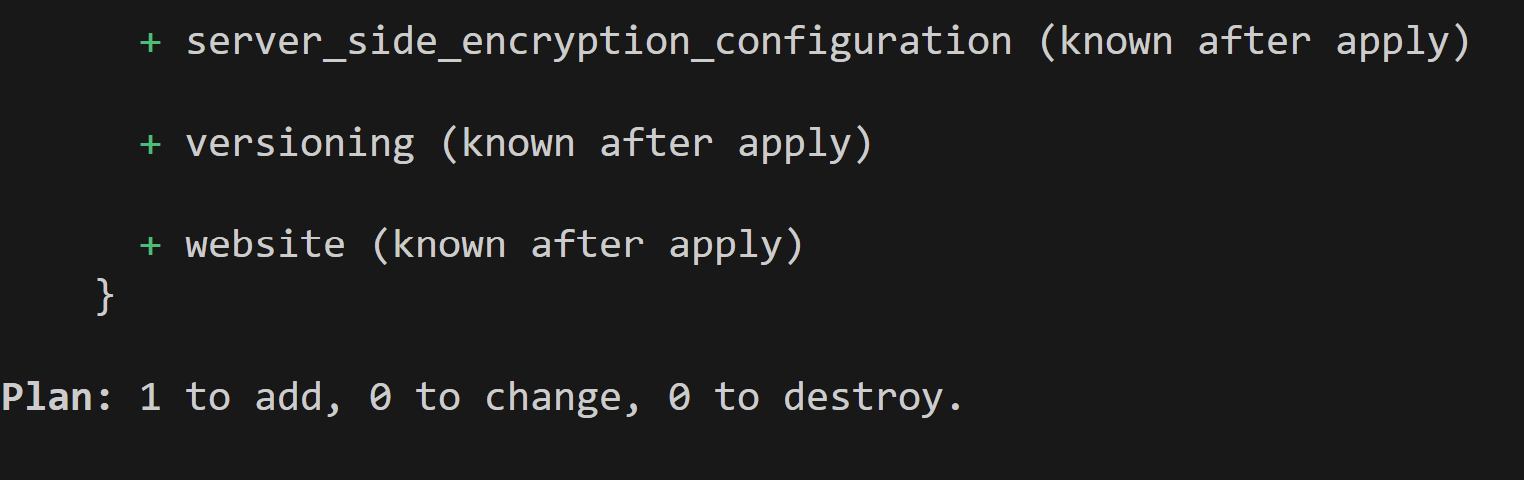 + server_side_encryption_configuration (known after apply)
+ versioning (known after apply)
+ website (known after apply)
}
Plan: 1 to add, 0 to change, 0 to destroy.